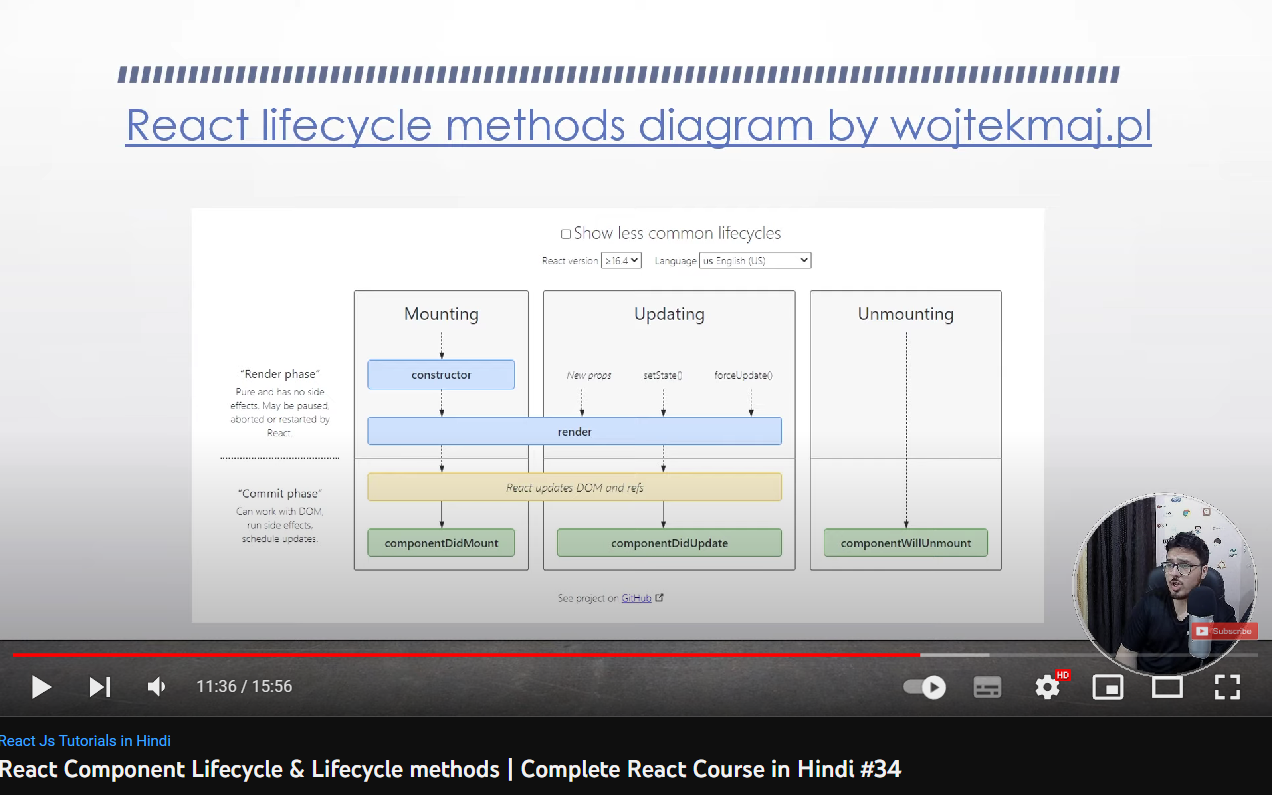 React lifecycle methods diagram by wojtekmaj.pl
Show less common lifecycles
React version ≥16.4 Language us English (US)
Mounting
Updating
Unmounting
“Render phase”
Pure and has no side
effects. May be paused,
aborted or restarted by
React.
constructor
New props
setState()
forceUpdate()
render
“Commit phase”
Can work with DOM,
run side effects,
schedule updates.
React updates DOM and refs
componentDidMount
componentDidUpdate
componentWillUnmount
See project on GitHub
Subscribe
11:36 / 15:56
HD
React Js Tutorials in Hindi
React Component Lifecycle & Lifecycle methods | Complete React Course in Hindi #34